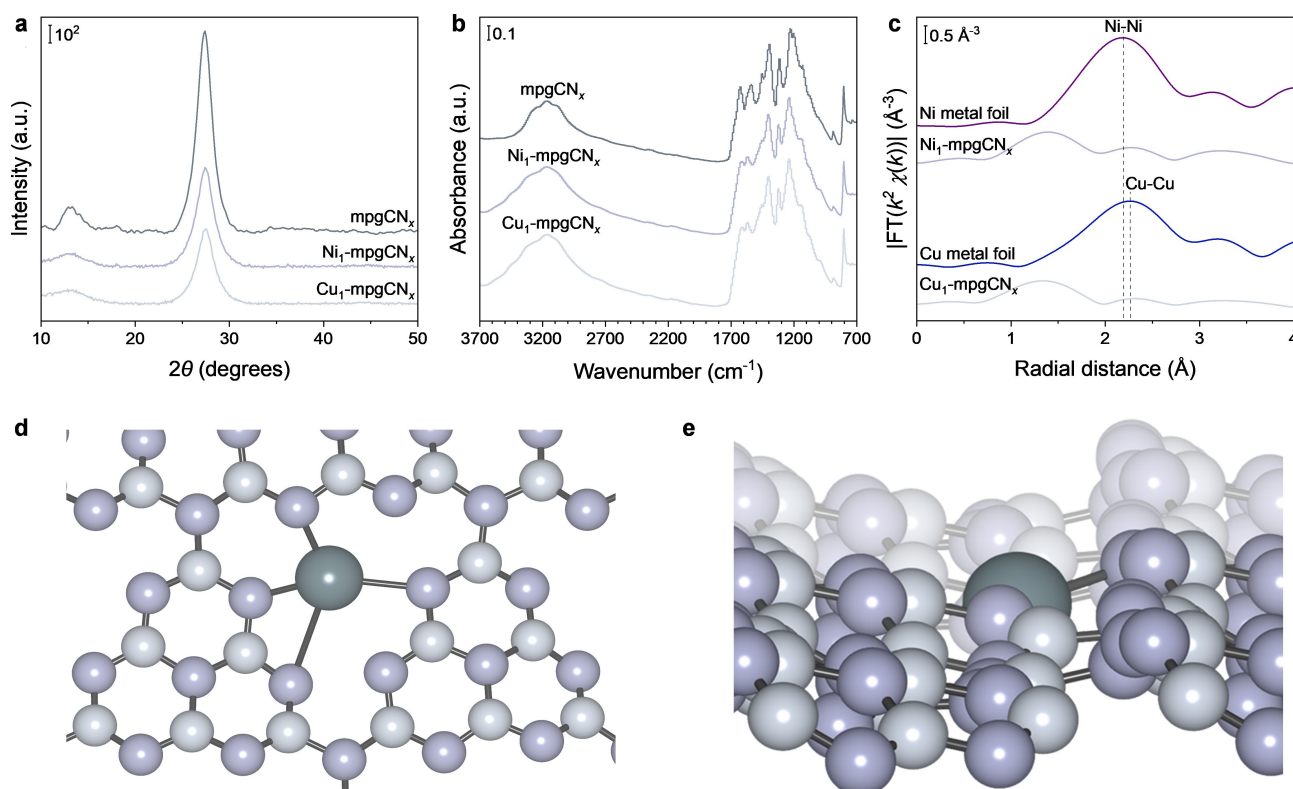 a
10²
Intensity (a.u.)
mpgCNₓ
Ni₁-mpgCNₓ
Cu₁-mpgCNₓ
10 20 30 40 50
2θ (degrees)
b
0.1
Absorbance (a.u.)
mpgCNₓ
Ni₁-mpgCNₓ
Cu₁-mpgCNₓ
3700 3200 2700 2200 1700 1200 700
Wavenumber (cm⁻¹)
c
0.5 Å⁻³
|FT(k² χ(k))| (Å⁻³)
Ni-Ni
Ni metal foil
Ni₁-mpgCNₓ
Cu-Cu
Cu metal foil
Cu₁-mpgCNₓ
0 1 2 3 4
Radial distance (Å)
d
e